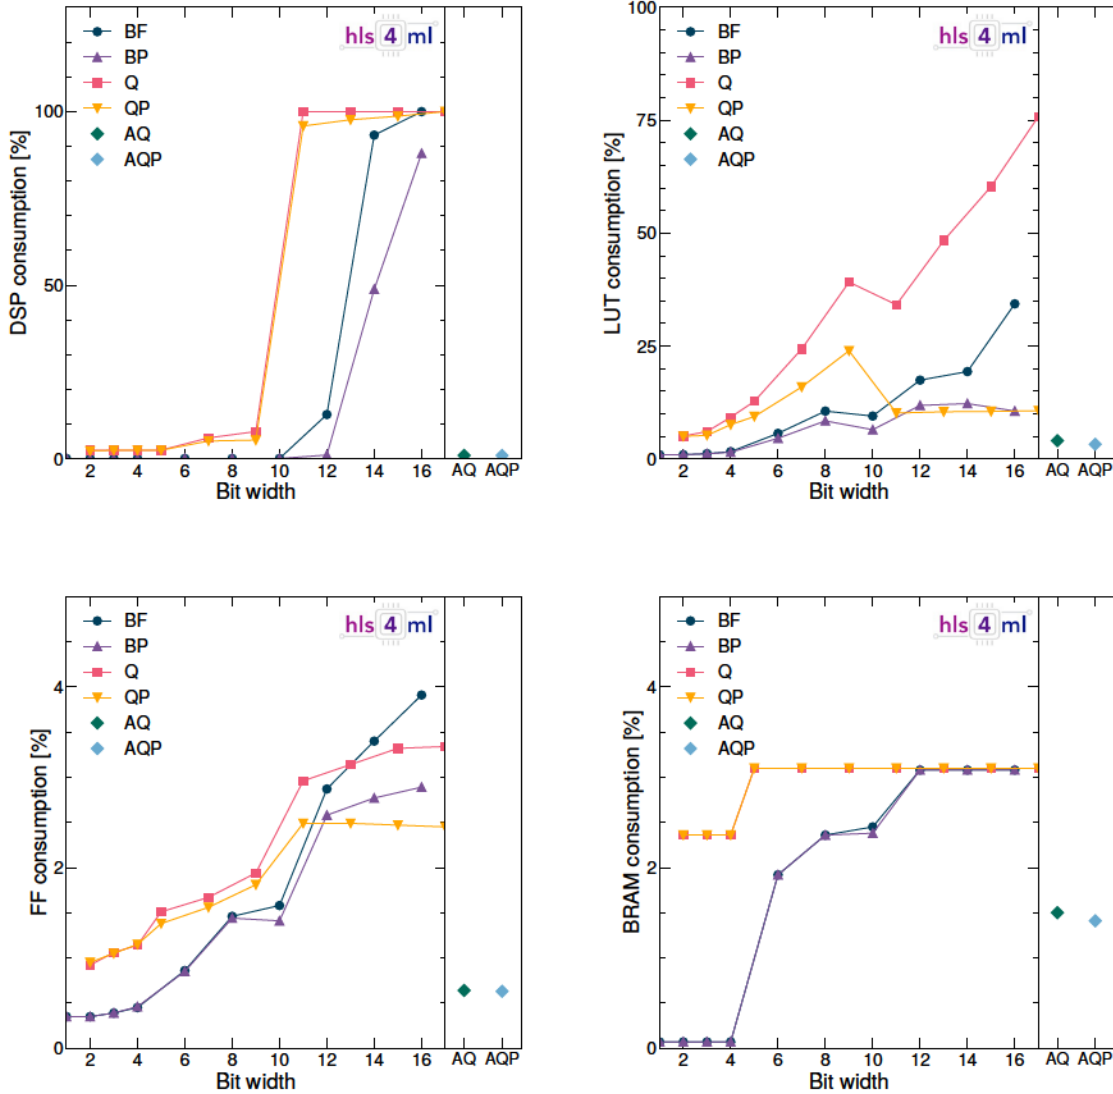 DSP consumption [%]
100
50
0
BF
BP
Q
QP
AQ
AQP
hls 4 ml
2 4 6 8 10 12 14 16 AQ AQP
Bit width
LUT consumption [%]
100
75
50
25
0
BF
BP
Q
QP
AQ
AQP
hls 4 ml
2 4 6 8 10 12 14 16 AQ AQP
Bit width
FF consumption [%]
4
2
0
BF
BP
Q
QP
AQ
AQP
hls 4 ml
2 4 6 8 10 12 14 16 AQ AQP
Bit width
BRAM consumption [%]
4
2
0
BF
BP
Q
QP
AQ
AQP
hls 4 ml
2 4 6 8 10 12 14 16 AQ AQP
Bit width